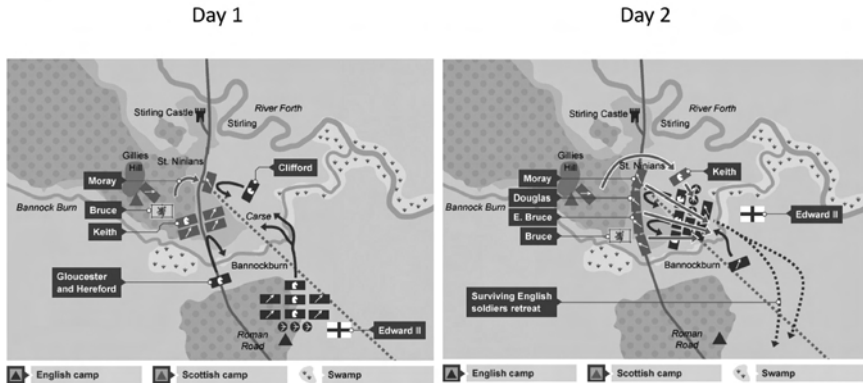 Day 1
Day 2
Stirling Castle
River Forth
Stirling
Gillies
Hill
St. Ninians
Clifford
Moray
Bannock Burn
Bruce
Keith
Carse
Bannockburn
Gloucester
and Hereford
Roman
Road
Edward II
English camp
Scottish camp
Swamp
Stirling Castle
River Forth
Stirling
Gillies
Hill
St. Ninians
Moray
Keith
Douglas
Bannock Burn
E. Bruce
Edward II
Bruce
Bannockburn
Surviving English
soldiers retreat
Roman
Road
English camp
Scottish camp
Swamp